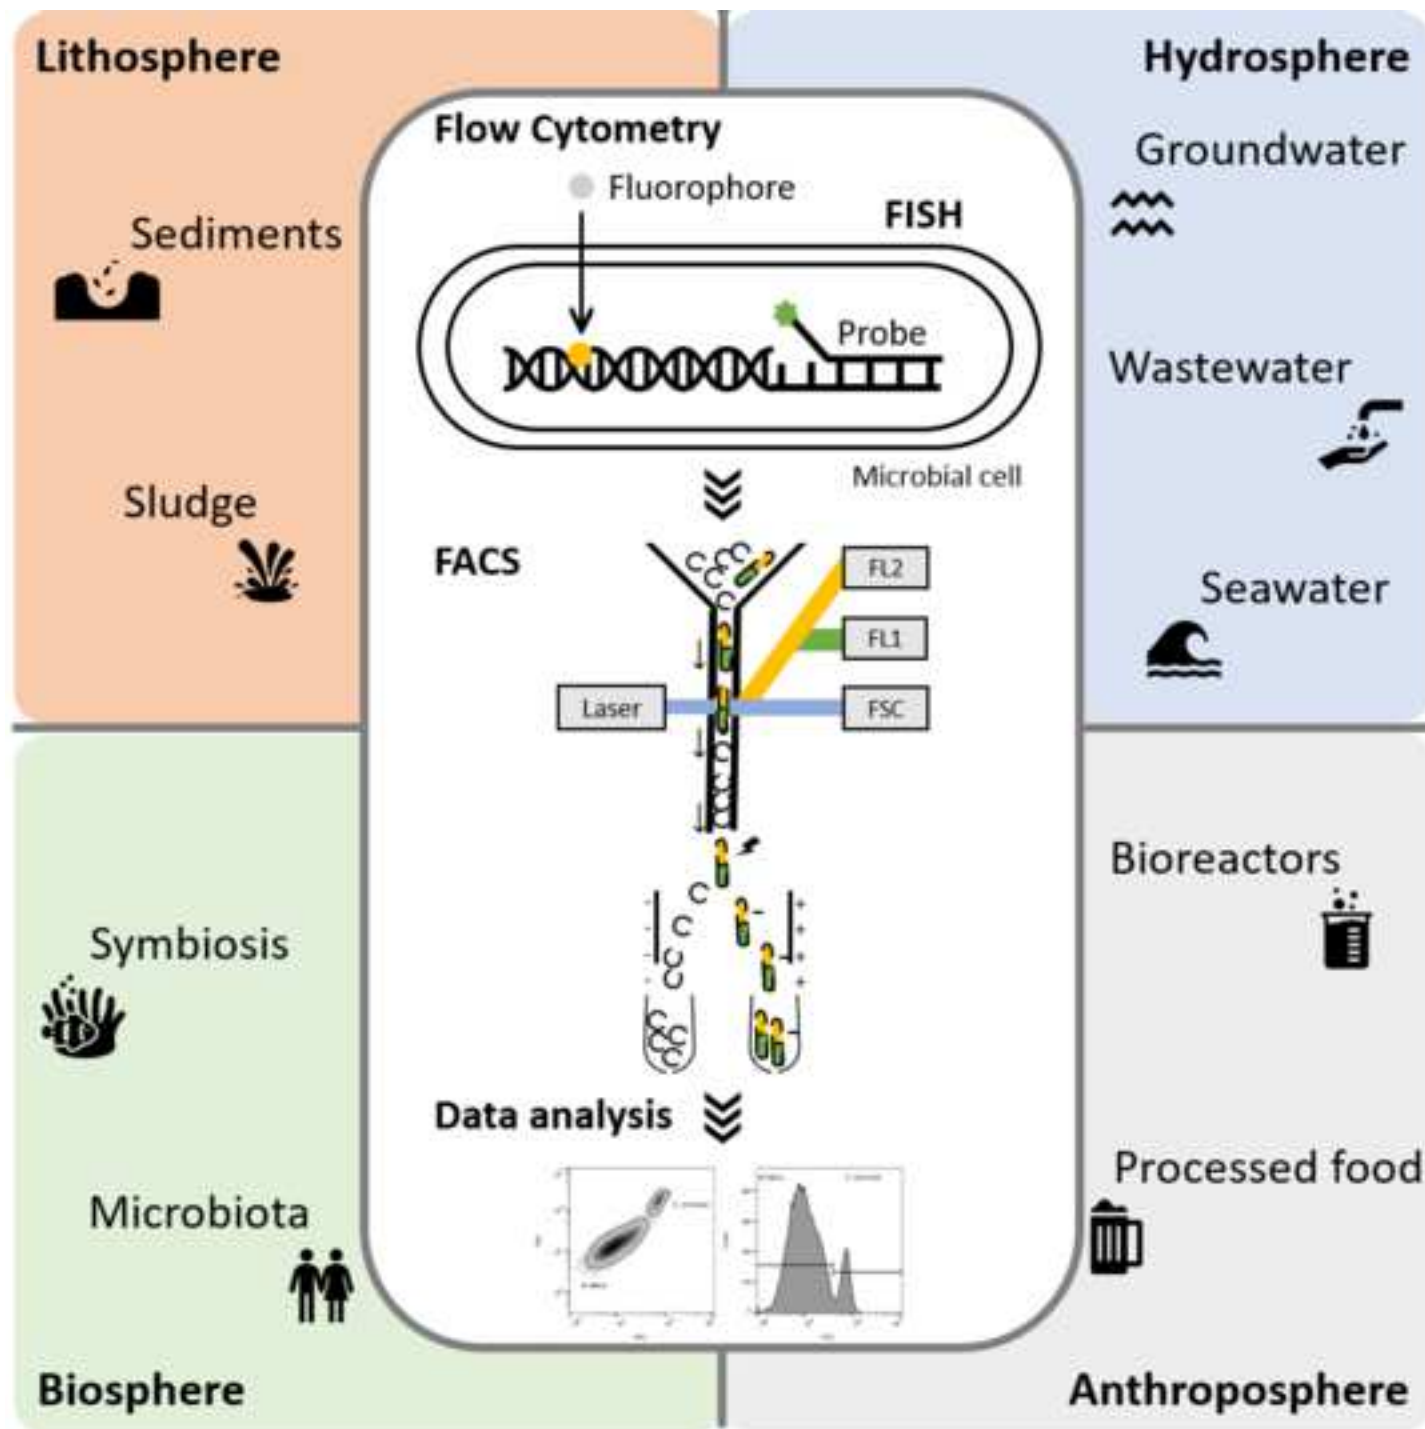 Lithosphere
Hydrosphere
Flow Cytometry
Fluorophore
FISH
Probe
Microbial cell
Sediments
Sludge
Groundwater
Wastewater
Seawater
FACS
FL2
FL1
Laser
FSC
- +
- +
- +
- +
Data analysis
Symbiosis
Microbiota
Biosphere
Bioreactors
Processed food
Anthroposphere